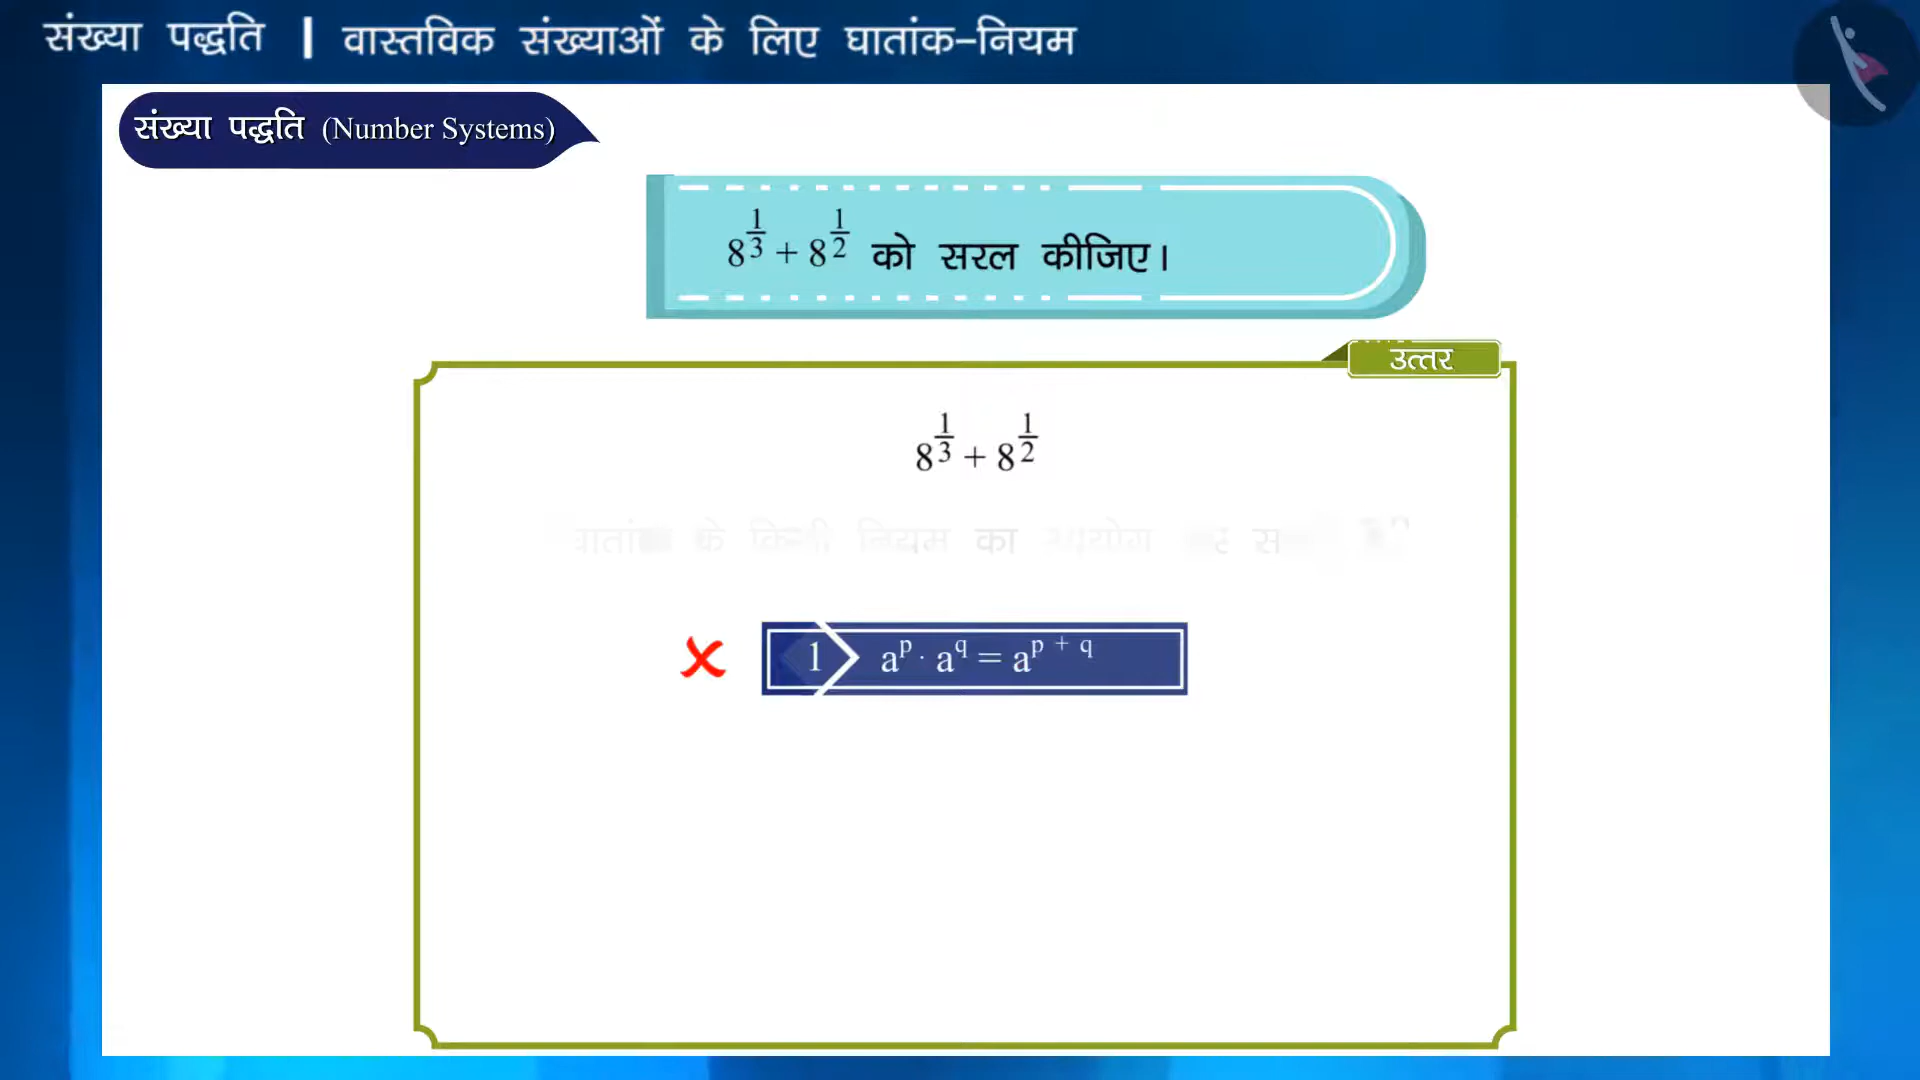 संख्या पद्धति | वास्तविक संख्याओं के लिए घातांक-नियम
संख्या पद्धति (Number Systems)
8^{1/3} + 8^{1/2} को सरल कीजिए।
उत्तर
8^{1/3} + 8^{1/2}
के नियम का
1 a^p · a^q = a^{p + q}